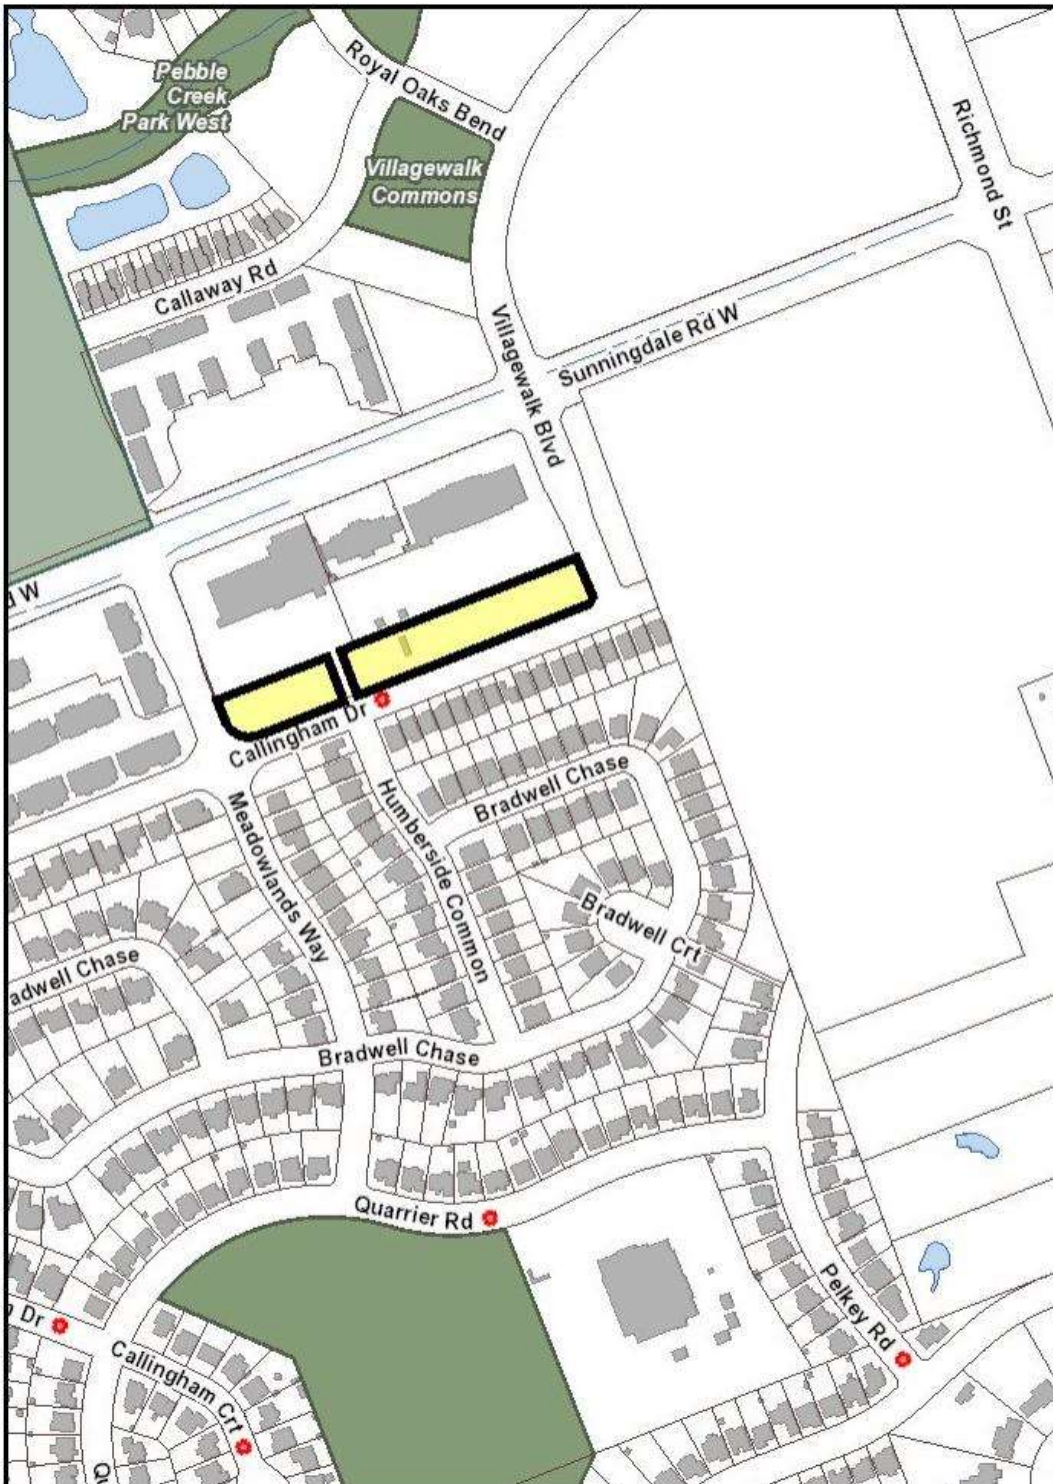 Royal Oaks Bend
Pebble
Creek
Park West
Richmond St
Villagewalk
Commons
Callaway Rd
Villagewalk Blvd
Sunningdale Rd W
d W
Callingham Dr
Humberside Common
Bradwell Chase
Meadowlands Way
Bradwell Crt
adwell Chase
Bradwell Chase
Quarrier Rd
Pelkey Rd
Dr
Callingham Crt
Qu